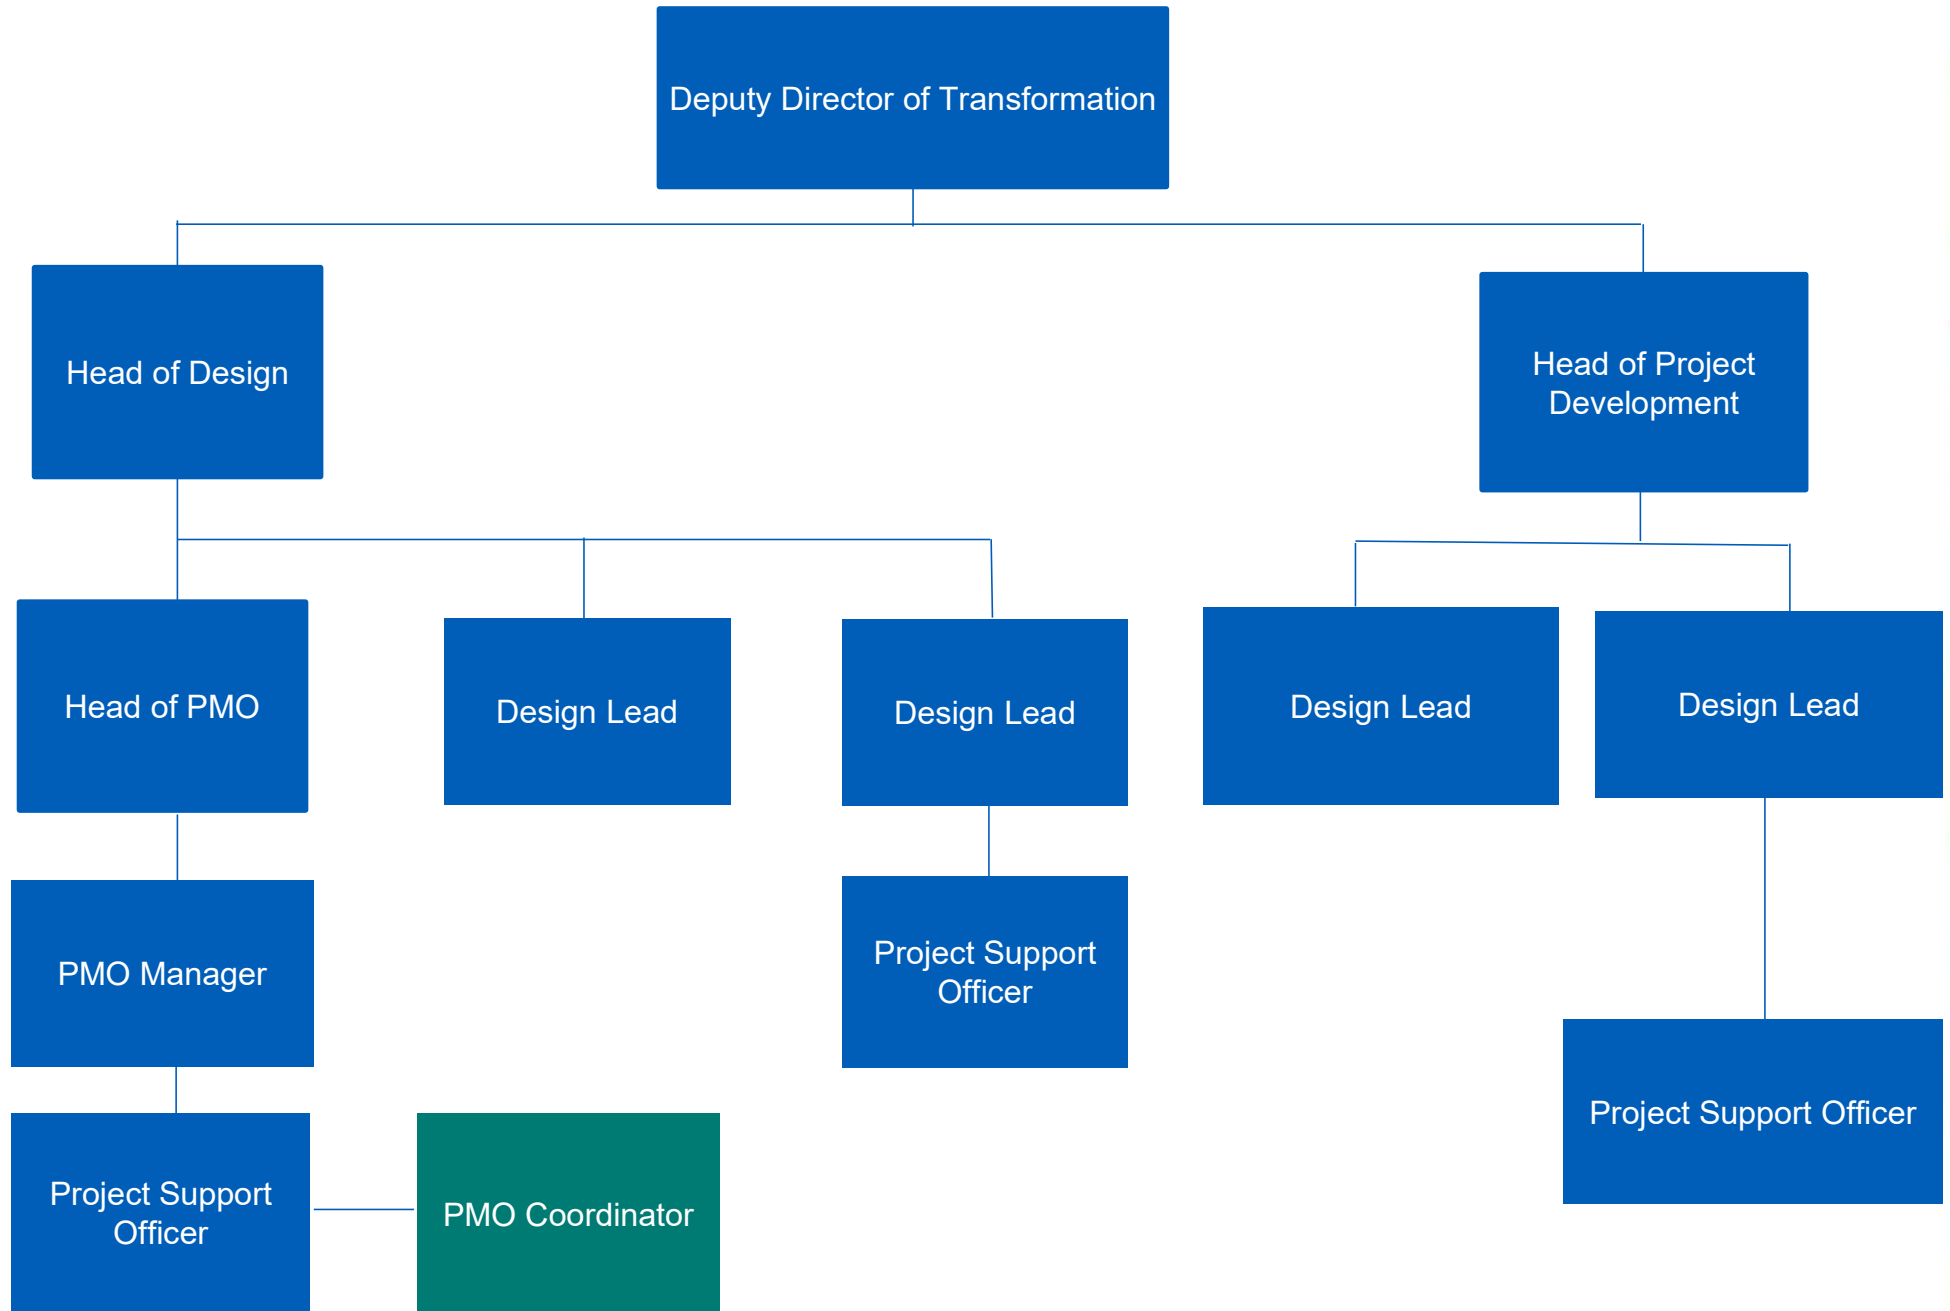 Deputy Director of Transformation
Head of Design
Head of Project
Development
Head of PMO
Design Lead
Design Lead
Design Lead
Design Lead
PMO Manager
Project Support
Officer
Project Support Officer
Project Support
Officer
PMO Coordinator